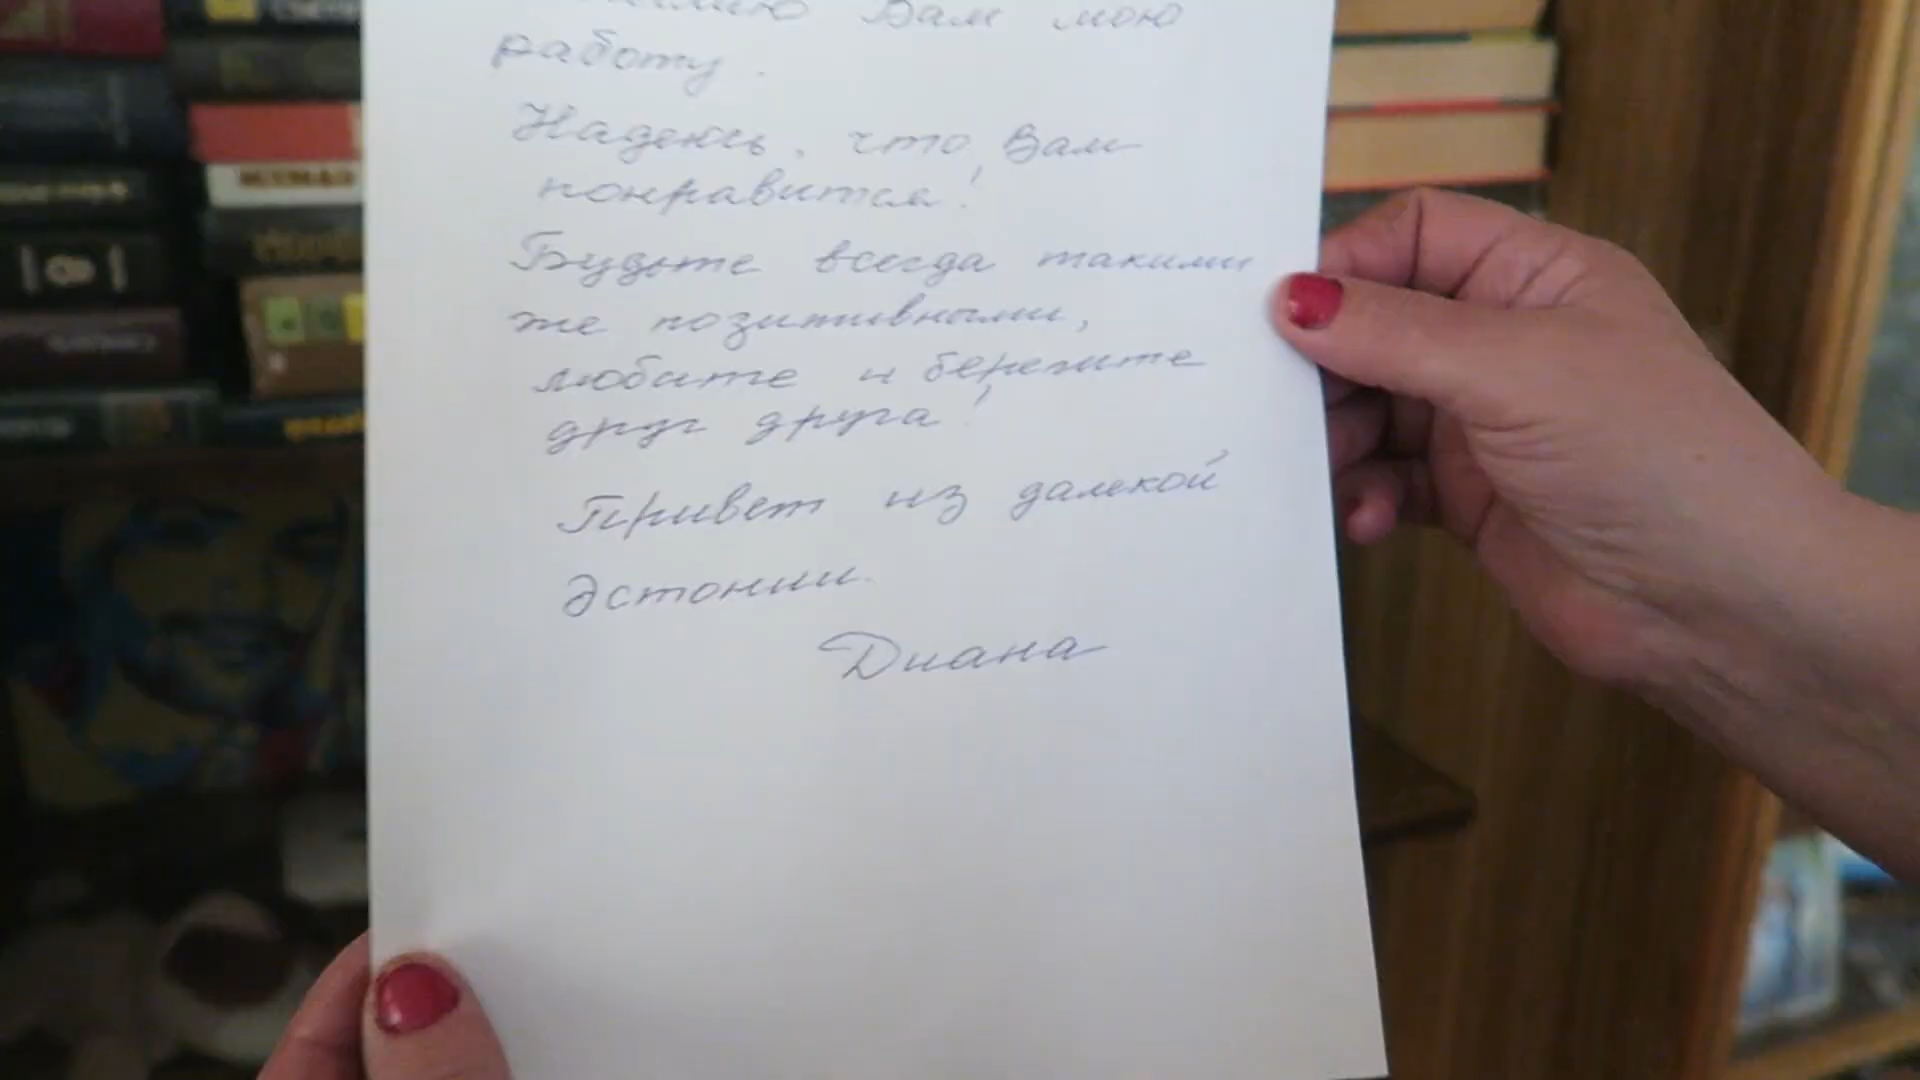 Вам мою
работу.
Надеюсь, что Вам
понравится!
Будьте всегда такими
же позитивными,
любите и берегите
друг друга!
Привет из далекой
Эстонии.
Диана